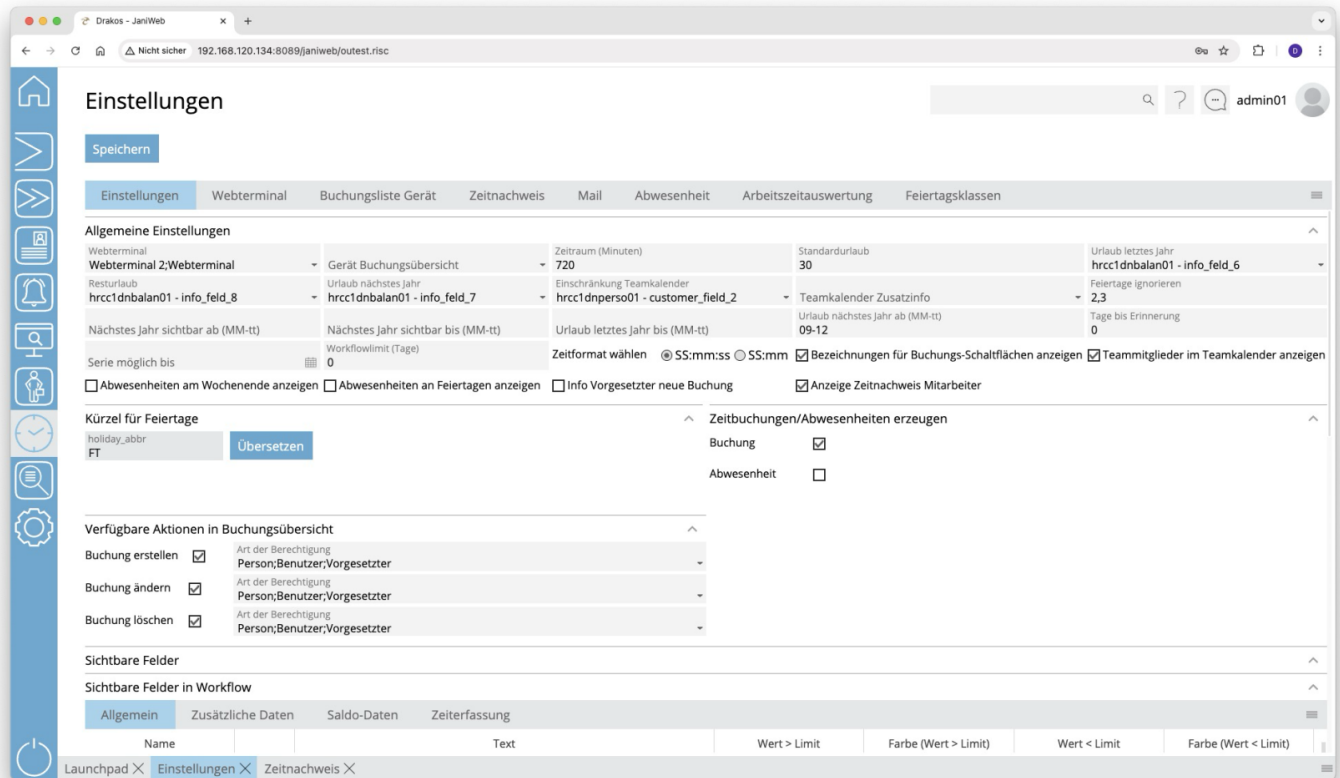 Drakos - JaniWeb
Nicht sicher 192.168.120.134:8089/janiweb/outest.risc
D
Einstellungen
? admin01
Speichern
Einstellungen Webterminal Buchungsliste Gerät Zeitnachweis Mail Abwesenheit Arbeitszeitauswertung Feiertagsklassen
Allgemeine Einstellungen
Webterminal Zeitraum (Minuten) Standardurlaub Urlaub letztes Jahr
Webterminal 2;Webterminal Gerät Buchungsübersicht 720 30 hrcc1dnbalan01 - info_feld_6
Resturlaub Urlaub nächstes Jahr Einschränkung Teamkalender Feiertage ignorieren
hrcc1dnbalan01 - info_feld_8 hrcc1dnbalan01 - info_feld_7 hrcc1dnperso01 - customer_field_2 Teamkalender Zusatzinfo 2,3
Urlaub nächstes Jahr ab (MM-tt) Tage bis Erinnerung
Nächstes Jahr sichtbar ab (MM-tt) Nächstes Jahr sichtbar bis (MM-tt) Urlaub letztes Jahr bis (MM-tt) 09-12 0
Workflowlimit (Tage)
Serie möglich bis 0 Zeitformat wählen SS:mm:ss SS:mm Bezeichnungen für Buchungs-Schaltflächen anzeigen Teammitglieder im Teamkalender anzeigen
Abwesenheiten am Wochenende anzeigen Abwesenheiten an Feiertagen anzeigen Info Vorgesetzter neue Buchung Anzeige Zeitnachweis Mitarbeiter
Kürzel für Feiertage
holiday_abbr
FT
Übersetzen
Zeitbuchungen/Abwesenheiten erzeugen
Buchung
Abwesenheit
Verfügbare Aktionen in Buchungsübersicht
Art der Berechtigung
Buchung erstellen Person;Benutzer;Vorgesetzter
Art der Berechtigung
Buchung ändern Person;Benutzer;Vorgesetzter
Art der Berechtigung
Buchung löschen Person;Benutzer;Vorgesetzter
Sichtbare Felder
Sichtbare Felder in Workflow
Allgemein Zusätzliche Daten Saldo-Daten Zeiterfassung
Name Text Wert > Limit Farbe (Wert > Limit) Wert < Limit Farbe (Wert < Limit)
Launchpad Einstellungen Zeitnachweis